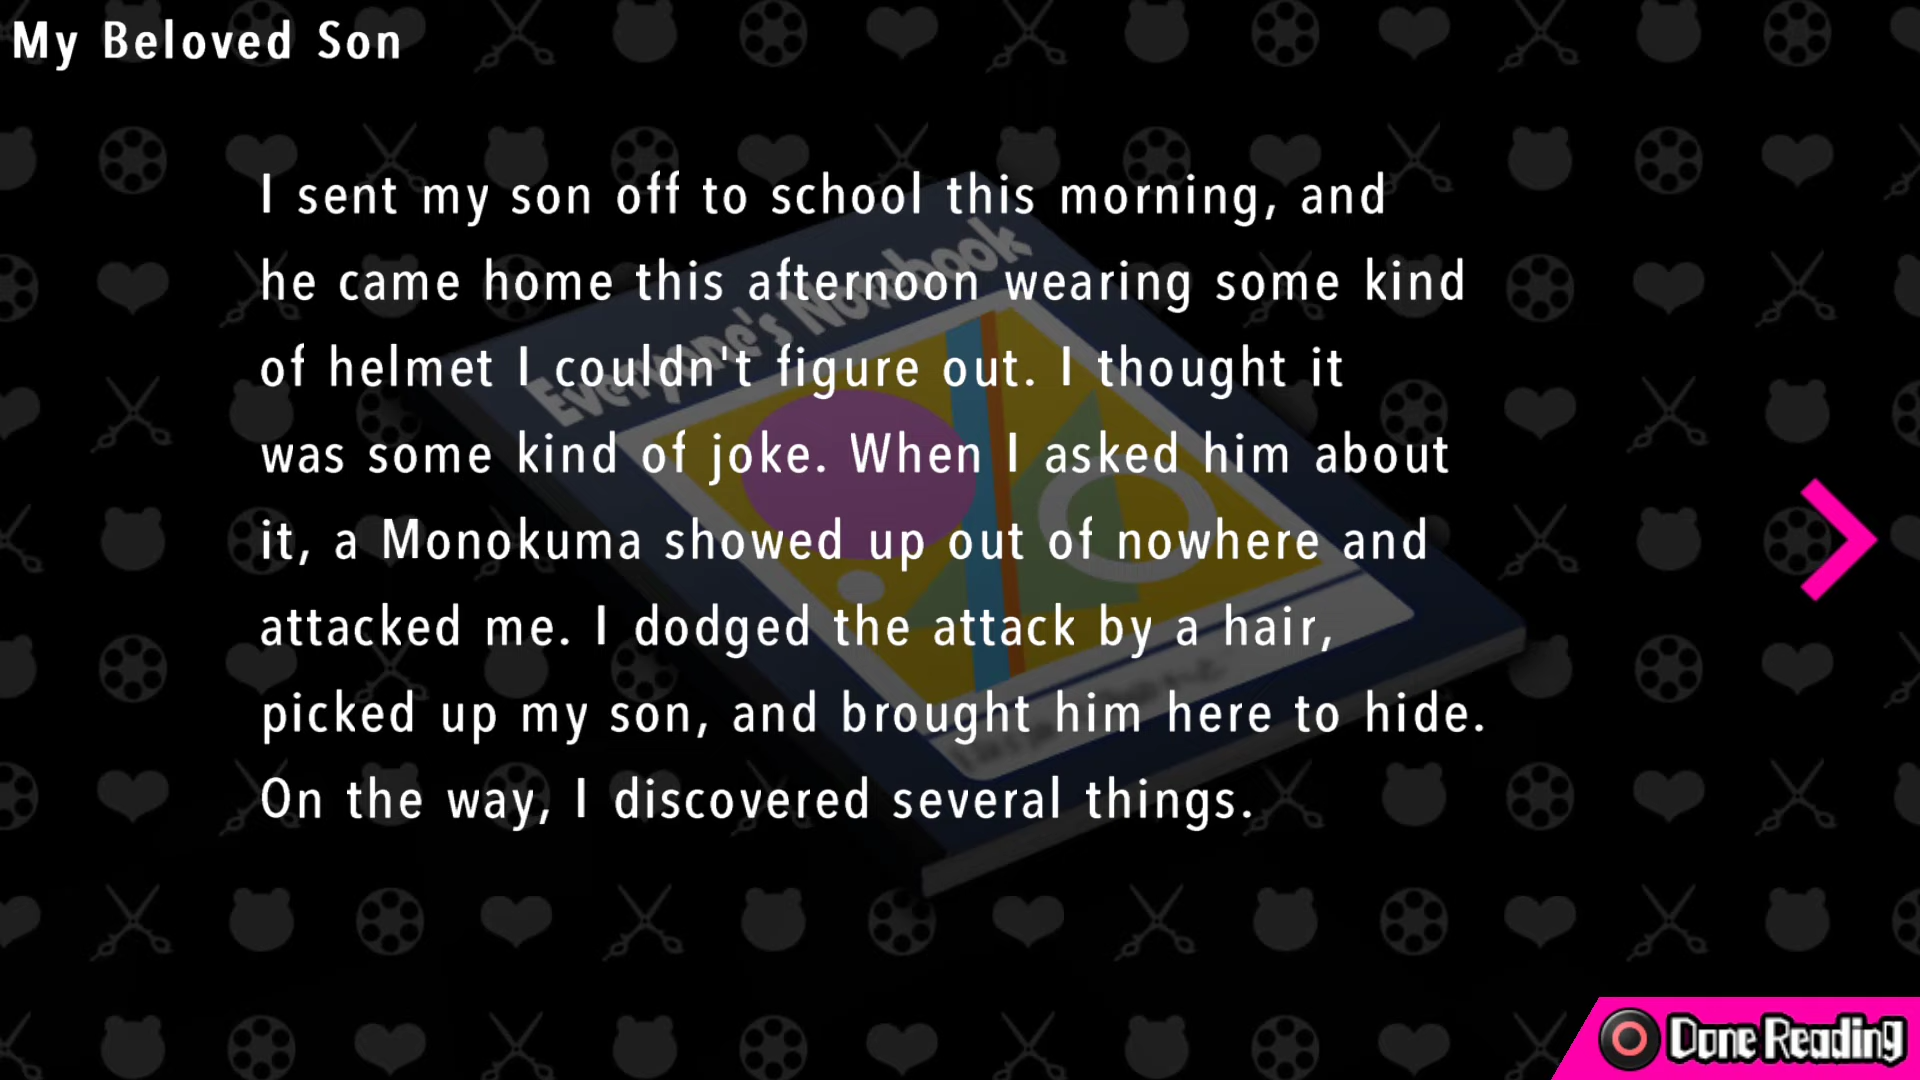 My Beloved Son
I sent my son off to school this morning, and
he came home this afternoon wearing some kind
of helmet I couldn't figure out. I thought it
was some kind of joke. When I asked him about
it, a Monokuma showed up out of nowhere and
attacked me. I dodged the attack by a hair,
picked up my son, and brought him here to hide.
On the way, I discovered several things.
Everyone's Notebook
Done Reading